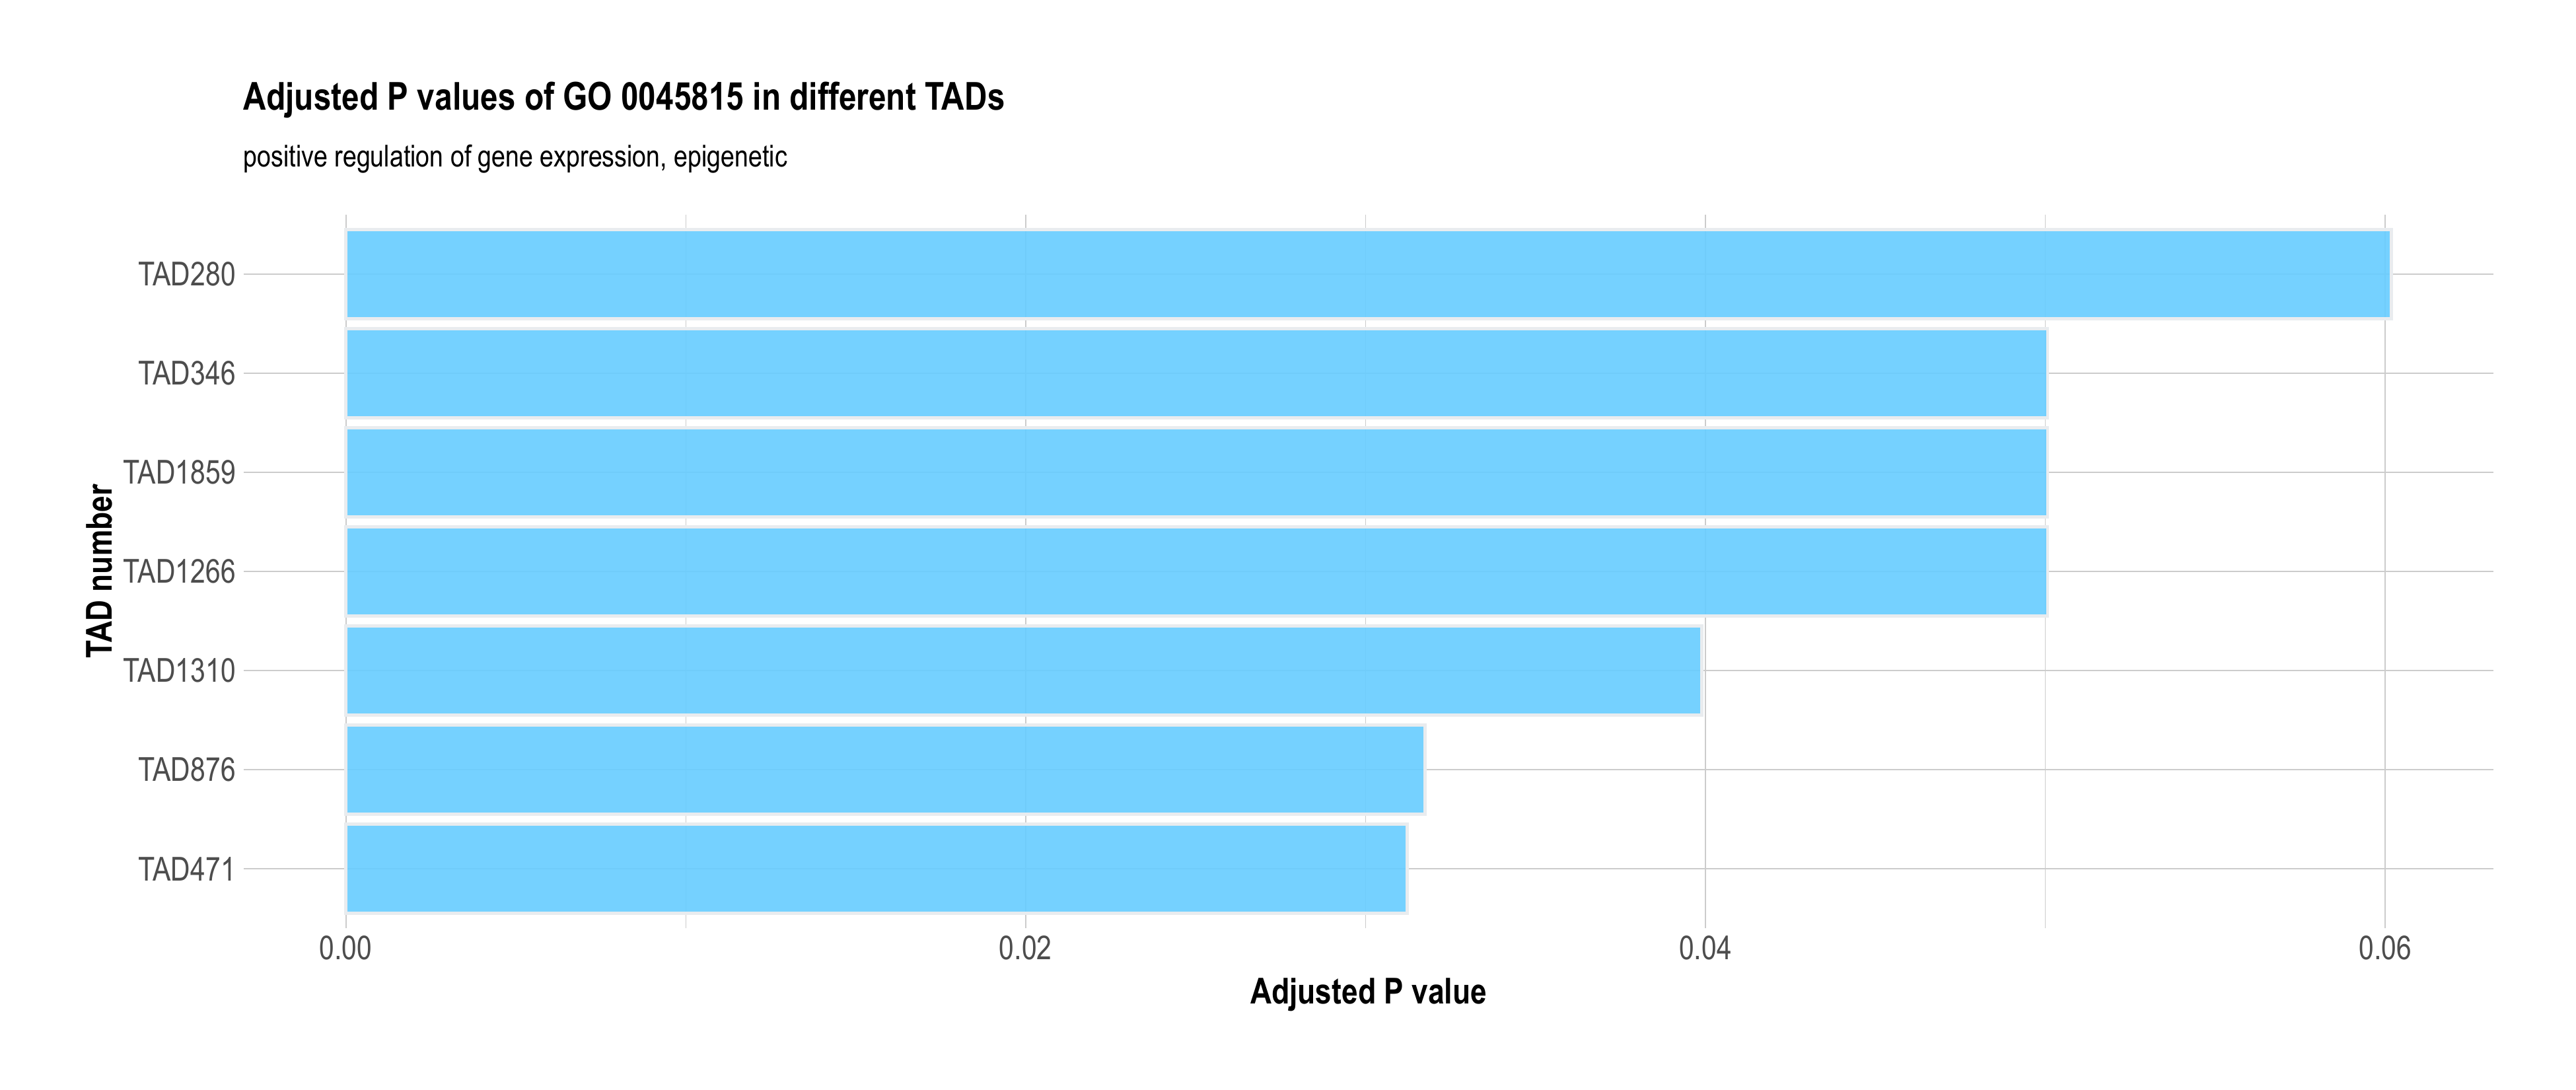 Adjusted P values of GO 0045815 in different TADs
positive regulation of gene expression, epigenetic
TAD number
TAD280
TAD346
TAD1859
TAD1266
TAD1310
TAD876
TAD471
0.00 0.02 0.04 0.06
Adjusted P value